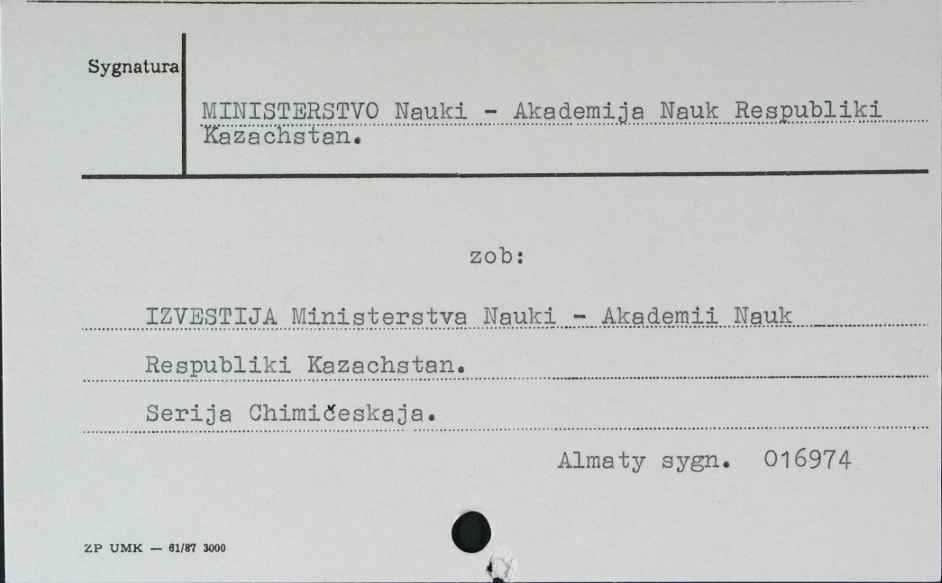 Sygnatura
MINISTERSTVO Nauki - Akademija Nauk Respubliki
Kazachstan.
zob:
IZVESTIJA Ministerstva Nauki - Akademii Nauk
Respubliki Kazachstan.
Serija Chimičeskaja.
Almaty sygn. 016974
ZP UMK — 61/87 3000